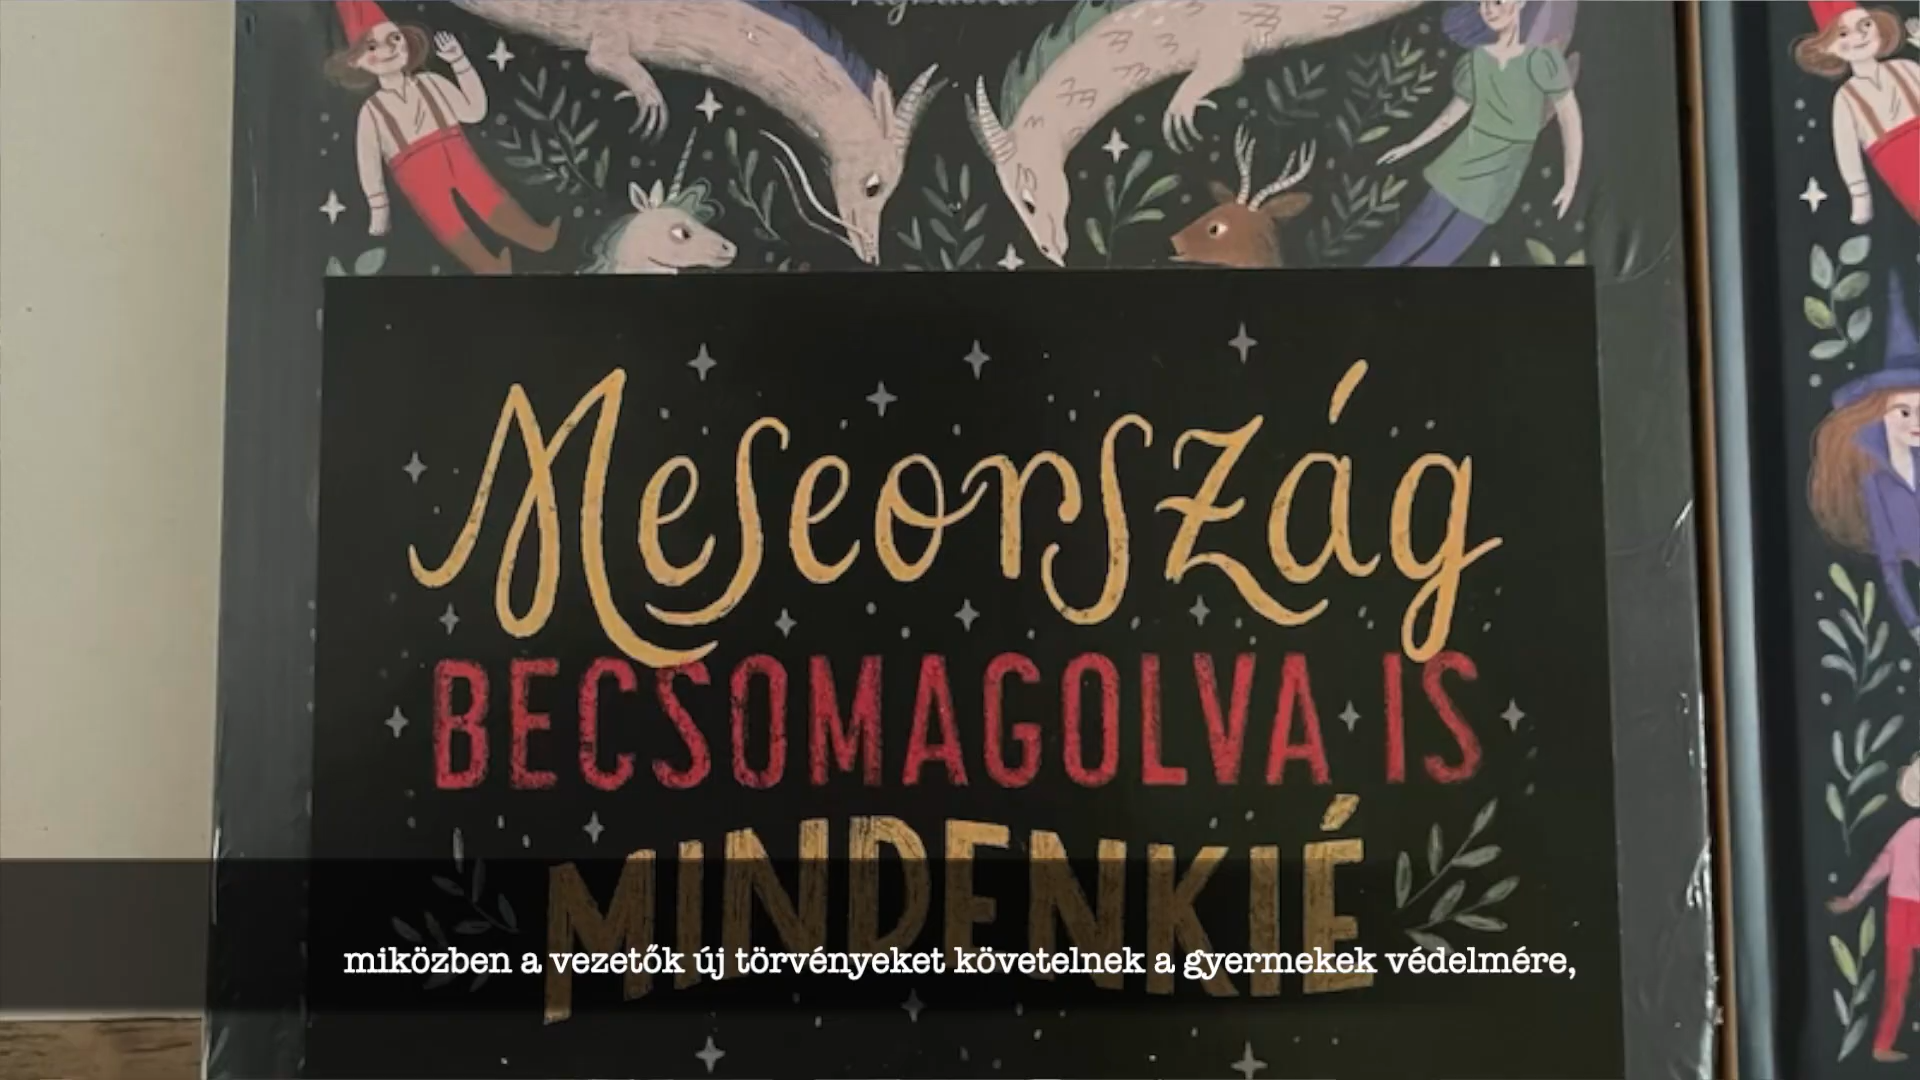 Meseország
BECSOMAGOLVA IS
MINDENKIÉ
miközben a vezetők új törvényeket követelnek a gyermekek védelmére,